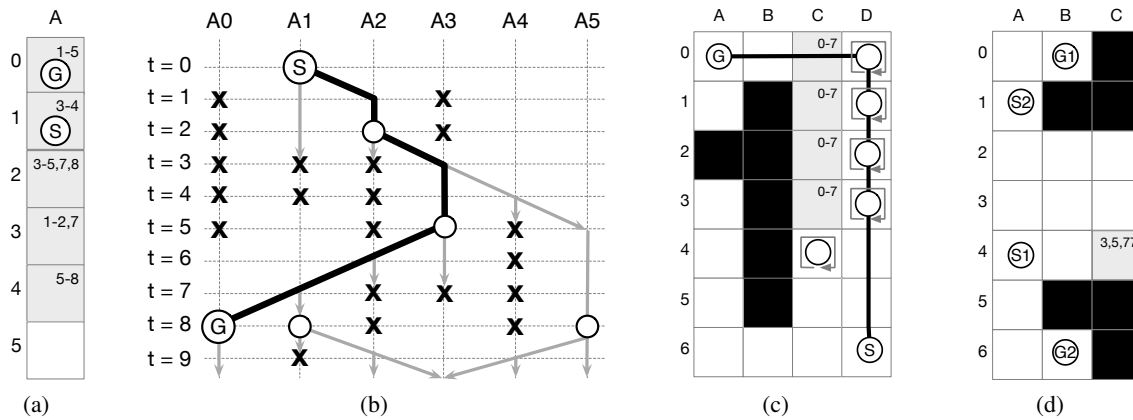 A
0
1-5
G
1
3-4
S
2
3-5,7,8
3
1-2,7
4
5-8
5
(a)
A0 A1 A2 A3 A4 A5
t = 0
S
t = 1
X X
t = 2
X X
t = 3
X X X
t = 4
X X X
t = 5
X X X
t = 6
X
t = 7
X X X
t = 8
G X X
t = 9
X
(b)
A B C D
0 G 0-7
1 0-7
2 0-7
3 0-7
4
5
6 S
(c)
A B C
0 G1
1 S2
2
3
4 S1 3,5,77
5
6 G2
(d)